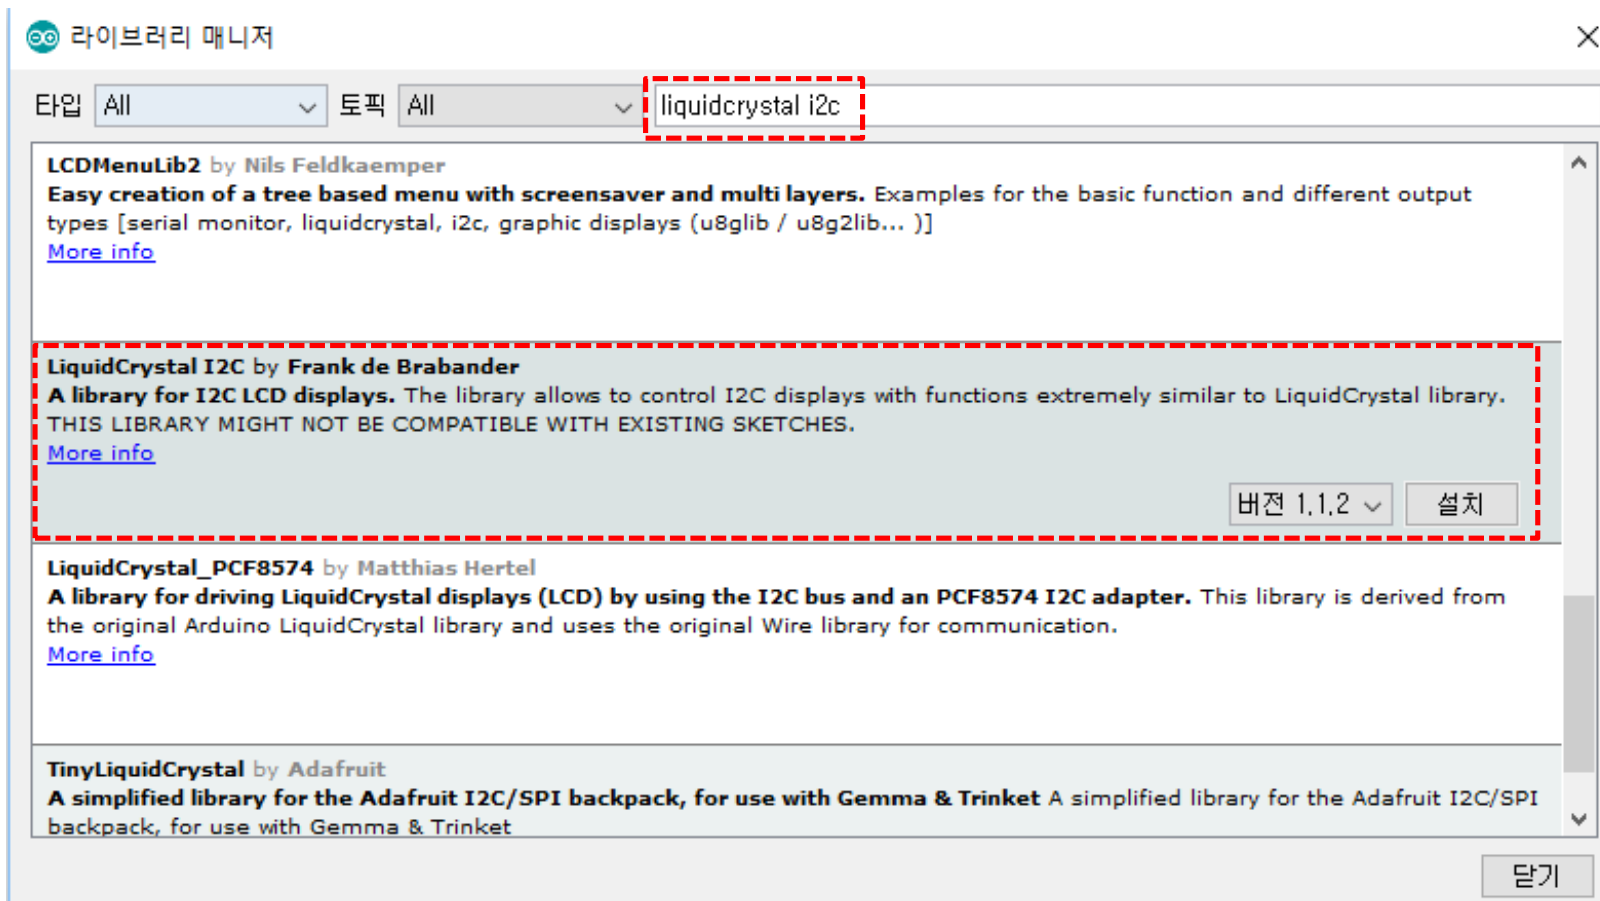 라이브러리 매니저
타입 All 토픽 All liquidcrystal i2c
LCDMenuLib2 by Nils Feldkaemper
Easy creation of a tree based menu with screensaver and multi layers. Examples for the basic function and different output
types [serial monitor, liquidcrystal, i2c, graphic displays (u8glib / u8g2lib... )]
More info
LiquidCrystal I2C by Frank de Brabander
A library for I2C LCD displays. The library allows to control I2C displays with functions extremely similar to LiquidCrystal library.
THIS LIBRARY MIGHT NOT BE COMPATIBLE WITH EXISTING SKETCHES.
More info
버전 1.1.2 설치
LiquidCrystal_PCF8574 by Matthias Hertel
A library for driving LiquidCrystal displays (LCD) by using the I2C bus and an PCF8574 I2C adapter. This library is derived from
the original Arduino LiquidCrystal library and uses the original Wire library for communication.
More info
TinyLiquidCrystal by Adafruit
A simplified library for the Adafruit I2C/SPI backpack, for use with Gemma & Trinket A simplified library for the Adafruit I2C/SPI
backpack, for use with Gemma & Trinket
닫기